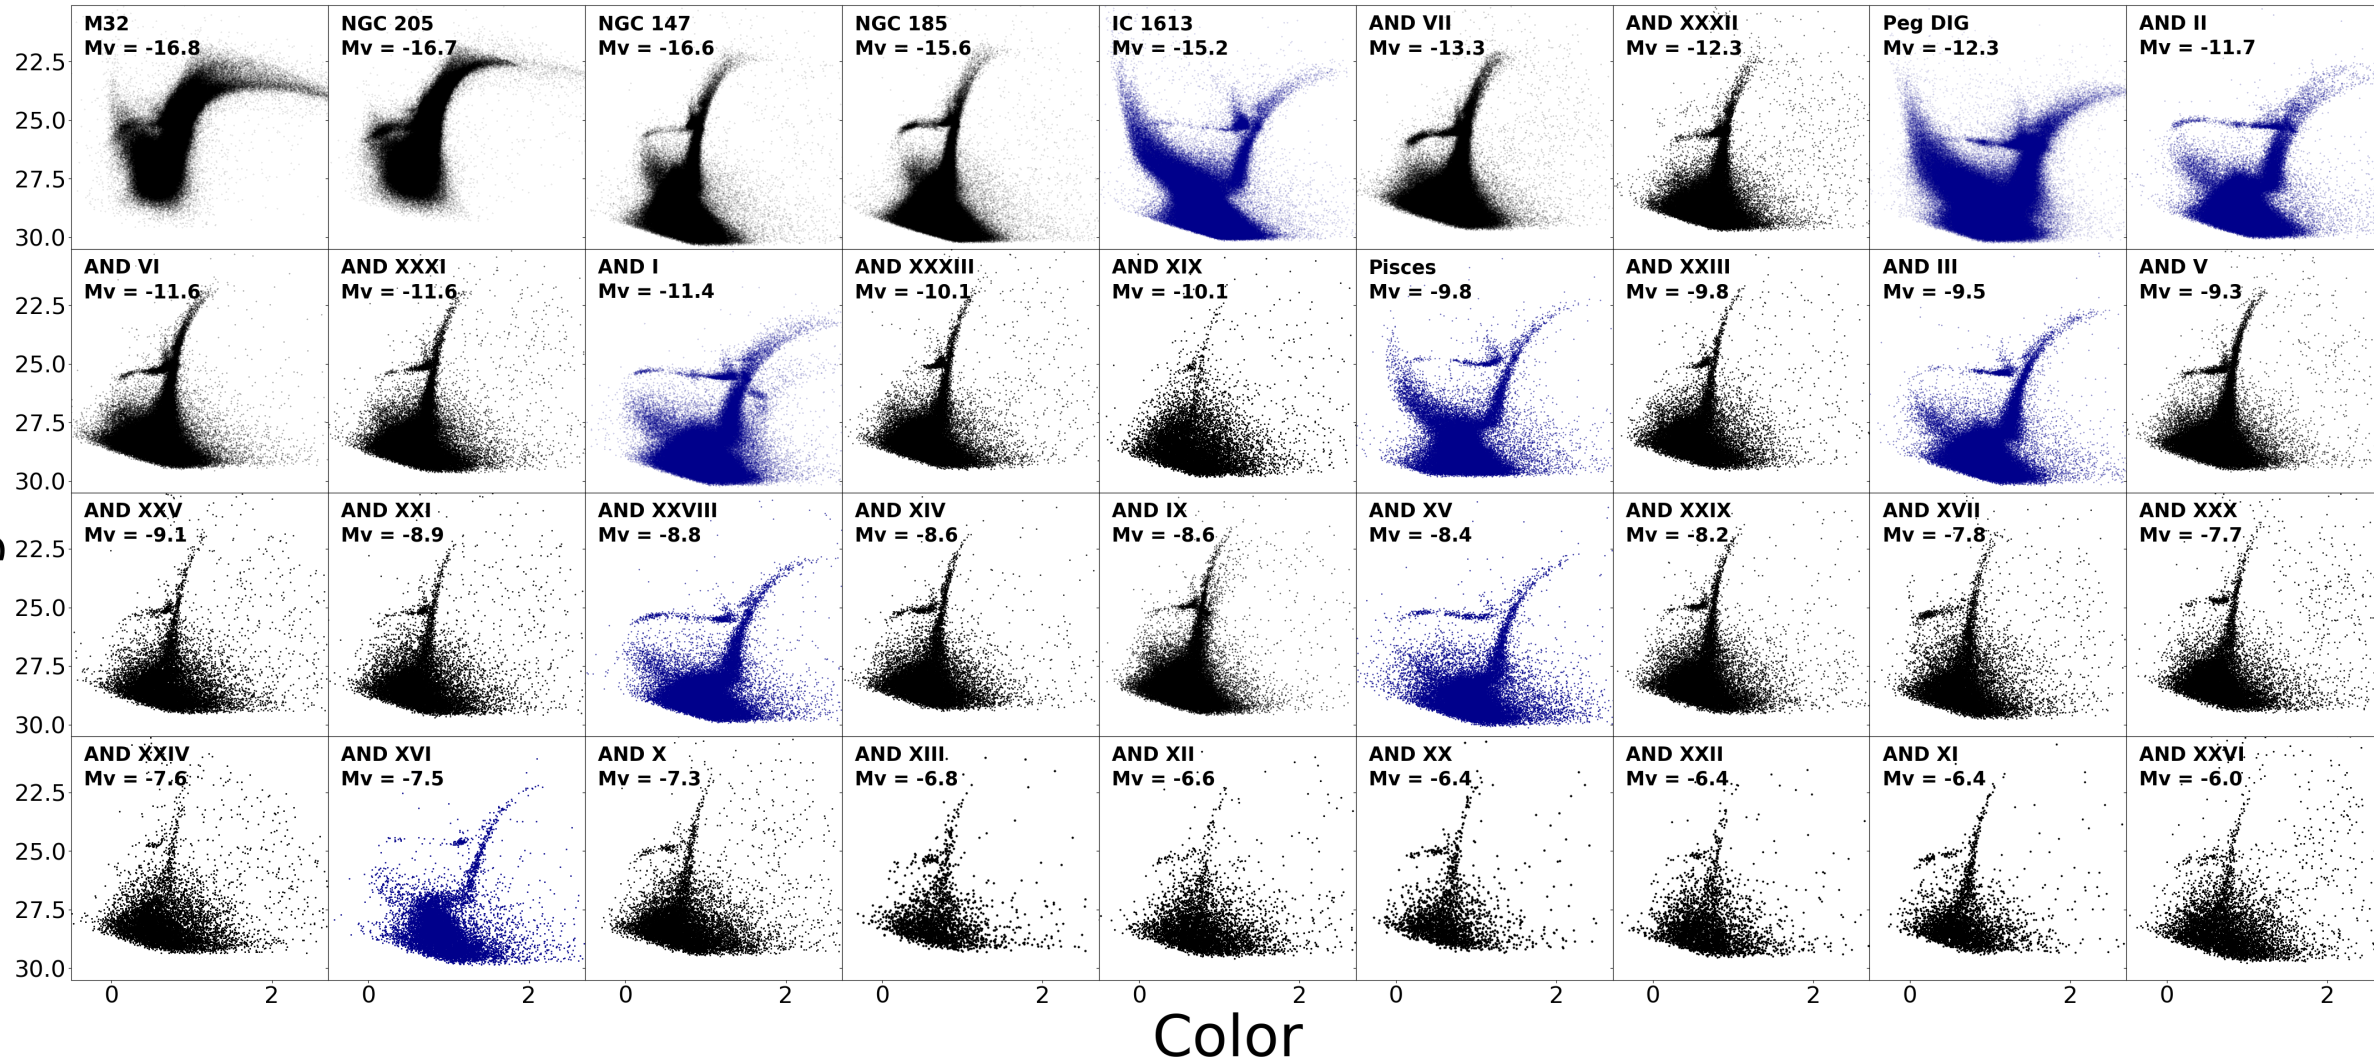 M32 NGC 205 NGC 147 NGC 185 IC 1613 AND VII AND XXXII Peg DIG AND II
Mv = -16.8 Mv = -16.7 Mv = -16.6 Mv = -15.6 Mv = -15.2 Mv = -13.3 Mv = -12.3 Mv = -12.3 Mv = -11.7
22.5
25.0
27.5
30.0
AND VI AND XXXI AND I AND XXXIII AND XIX Pisces AND XXIII AND III AND V
Mv = -11.6 Mv = -11.6 Mv = -11.4 Mv = -10.1 Mv = -10.1 Mv = -9.8 Mv = -9.8 Mv = -9.5 Mv = -9.3
22.5
25.0
27.5
30.0
AND XXV AND XXI AND XXVIII AND XIV AND IX AND XV AND XXIX AND XVII AND XXX
Mv = -9.1 Mv = -8.9 Mv = -8.8 Mv = -8.6 Mv = -8.6 Mv = -8.4 Mv = -8.2 Mv = -7.8 Mv = -7.7
22.5
25.0
27.5
30.0
AND XXIV AND XVI AND X AND XIII AND XII AND XX AND XXII AND XI AND XXVI
Mv = -7.6 Mv = -7.5 Mv = -7.3 Mv = -6.8 Mv = -6.6 Mv = -6.4 Mv = -6.4 Mv = -6.4 Mv = -6.0
22.5
25.0
27.5
30.0
0 2 0 2 0 2 0 2 0 2 0 2 0 2 0 2 0 2
Color